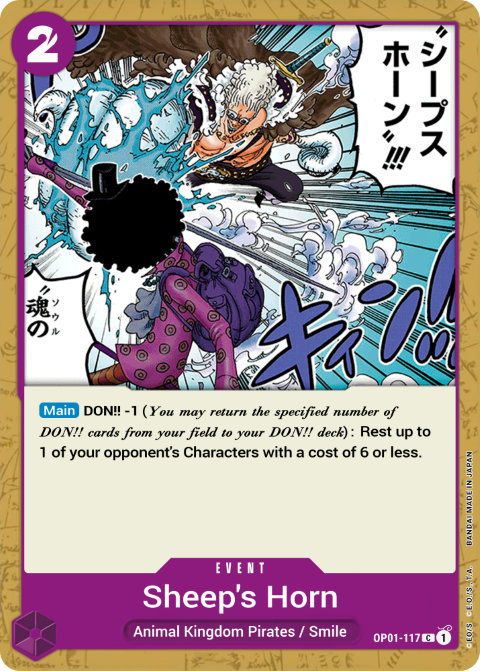 2
“シープスホーン”!!!
“魂の
ソウル
キィン!!
Main DON!! -1 (You may return the specified number of
DON!! cards from your field to your DON!! deck): Rest up to
1 of your opponent's Characters with a cost of 6 or less.
EVENT
Sheep's Horn
Animal Kingdom Pirates / Smile
OP01-117 C 1
©E.O./S. ©E.O./S.,T.A. BANDAI MADE IN JAPAN